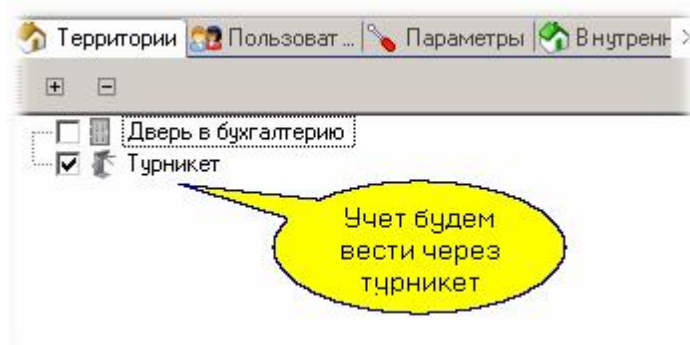 Территории Пользоват... Параметры Внутренн
Дверь в бухгалтерию
Турникет
Учет будем
вести через
турникет